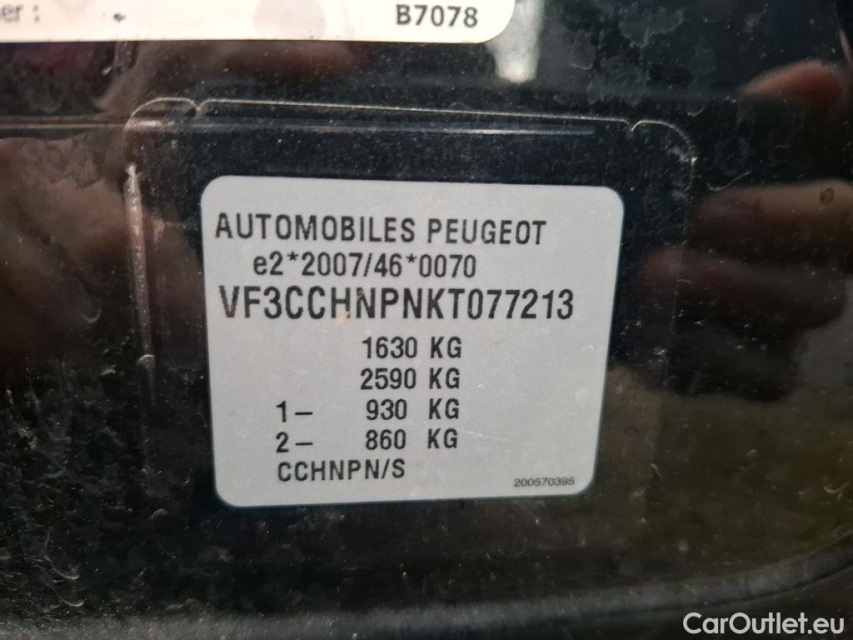 er :
B7078
AUTOMOBILES PEUGEOT
e2*2007/46*0070
VF3CCHNPNKT077213
1630 KG
2590 KG
1– 930 KG
2– 860 KG
CCHNPN/S
200570395
CarOutlet.eu